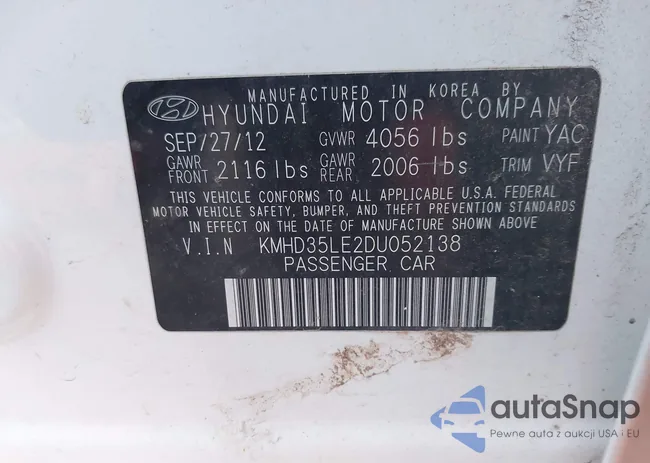 MANUFACTURED IN KOREA BY
HYUNDAI MOTOR COMPANY
SEP/27/12 GVWR 4056 lbs PAINT YAC
GAWR FRONT 2116 lbs GAWR REAR 2006 lbs TRIM VYF
THIS VEHICLE CONFORMS TO ALL APPLICABLE U.S.A. FEDERAL
MOTOR VEHICLE SAFETY, BUMPER, AND THEFT PREVENTION STANDARDS
IN EFFECT ON THE DATE OF MANUFACTURE SHOWN ABOVE.
V.I.N KMHD35LE2DU052138
PASSENGER CAR
autoSnap
Pewne auta z aukcji USA i EU